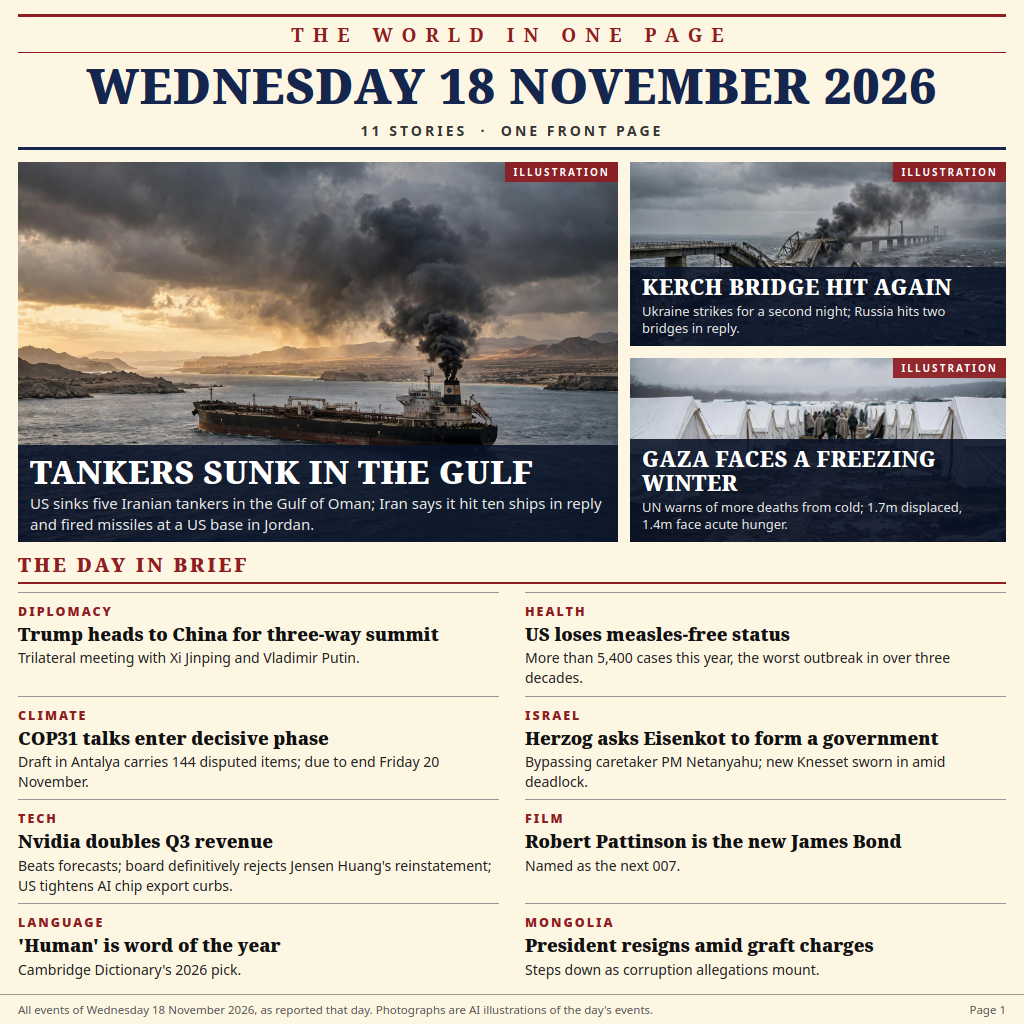 THE WORLD IN ONE PAGE
WEDNESDAY 18 NOVEMBER 2026
11 STORIES · ONE FRONT PAGE
ILLUSTRATION
TANKERS SUNK IN THE GULF
US sinks five Iranian tankers in the Gulf of Oman; Iran says it hit ten ships in reply
and fired missiles at a US base in Jordan.
ILLUSTRATION
KERCH BRIDGE HIT AGAIN
Ukraine strikes for a second night; Russia hits two
bridges in reply.
ILLUSTRATION
GAZA FACES A FREEZING
WINTER
UN warns of more deaths from cold; 1.7m displaced,
1.4m face acute hunger.
THE DAY IN BRIEF
DIPLOMACY
Trump heads to China for three-way summit
Trilateral meeting with Xi Jinping and Vladimir Putin.
HEALTH
US loses measles-free status
More than 5,400 cases this year, the worst outbreak in over three
decades.
CLIMATE
COP31 talks enter decisive phase
Draft in Antalya carries 144 disputed items; due to end Friday 20
November.
ISRAEL
Herzog asks Eisenkot to form a government
Bypassing caretaker PM Netanyahu; new Knesset sworn in amid
deadlock.
TECH
Nvidia doubles Q3 revenue
Beats forecasts; board definitively rejects Jensen Huang's reinstatement;
US tightens AI chip export curbs.
FILM
Robert Pattinson is the new James Bond
Named as the next 007.
LANGUAGE
'Human' is word of the year
Cambridge Dictionary's 2026 pick.
MONGOLIA
President resigns amid graft charges
Steps down as corruption allegations mount.
All events of Wednesday 18 November 2026, as reported that day. Photographs are AI illustrations of the day's events.
Page 1